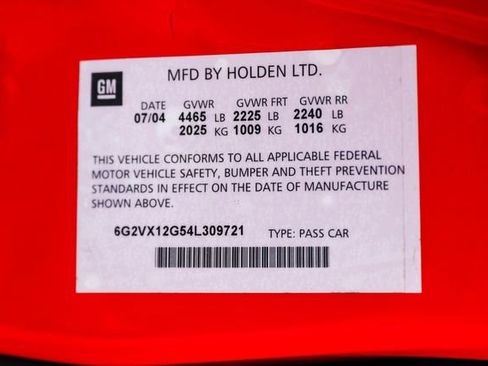 GM
MFD BY HOLDEN LTD.
DATE GVWR GVWR FRT GVWR RR
07/04 4465 LB 2225 LB 2240 LB
2025 KG 1009 KG 1016 KG
THIS VEHICLE CONFORMS TO ALL APPLICABLE FEDERAL
MOTOR VEHICLE SAFETY, BUMPER AND THEFT PREVENTION
STANDARDS IN EFFECT ON THE DATE OF MANUFACTURE
SHOWN ABOVE.
6G2VX12G54L309721 TYPE: PASS CAR